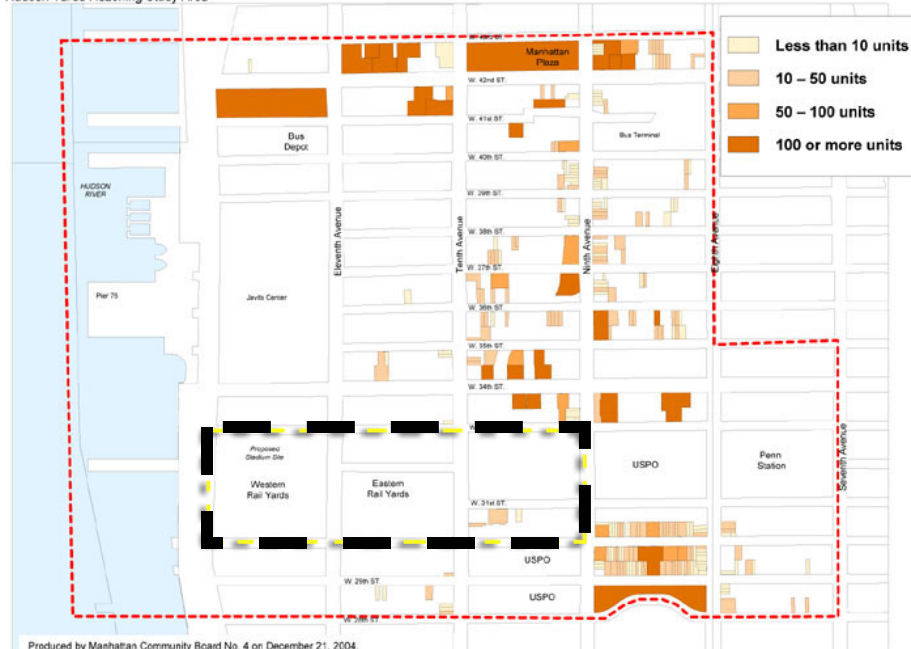 Hudson Yards Rezoning Study Area
Less than 10 units
10 – 50 units
50 – 100 units
100 or more units
Manhattan
Plaza
W. 42nd ST.
W. 41st ST.
Bus
Depot
Bus Terminal
W. 40th ST.
HUDSON
RIVER
W. 39th ST.
Eleventh Avenue
Tenth Avenue
Ninth Avenue
Eighth Avenue
W. 38th ST.
W. 37th ST.
Pier 76
Javits Center
W. 36th ST.
W. 35th ST.
W. 34th ST.
W.
Proposed
Stadium Site
Western
Rail Yards
Eastern
Rail Yards
USPO
Penn
Station
Seventh Avenue
W. 31st ST.
USPO
W. 29th ST.
USPO
W. 28th ST.
Produced by Manhattan Community Board No. 4 on December 21, 2004.